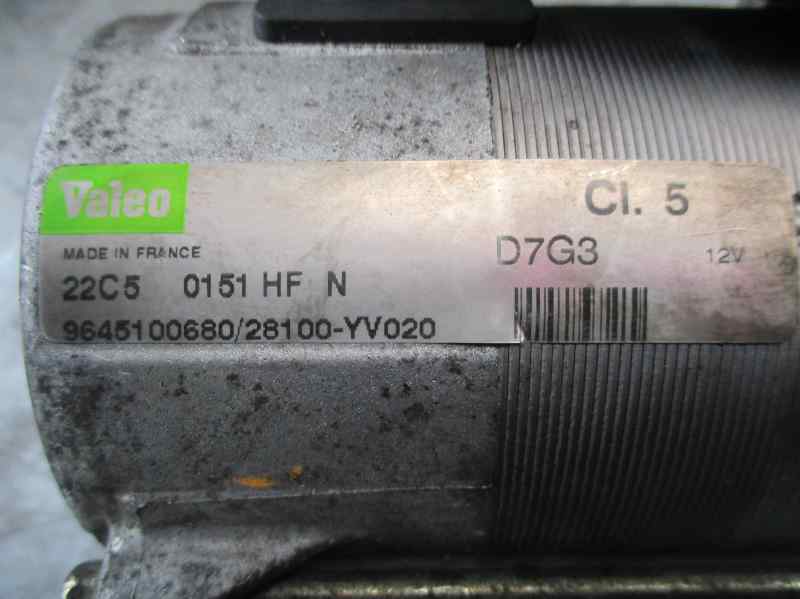 Valeo
Cl. 5
MADE IN FRANCE
D7G3
12V
22C5 0151 HF N
9645100680/28100-YV020